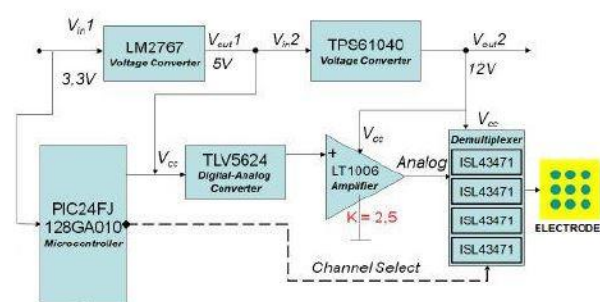 Vin1
LM2767
Voltage Converter
Vout1
5V
Vin2
TPS61040
Voltage Converter
Vout2
12V
3,3V
Vcc
Vcc
Vcc
PIC24FJ
128GA010
Microcontroller
TLV5624
Digital-Analog
Converter
+
LT1006
Amplifier
K = 2,5
Analog
Demultiplexer
ISL43471
ISL43471
ISL43471
ISL43471
ELECTRODE
Channel Select